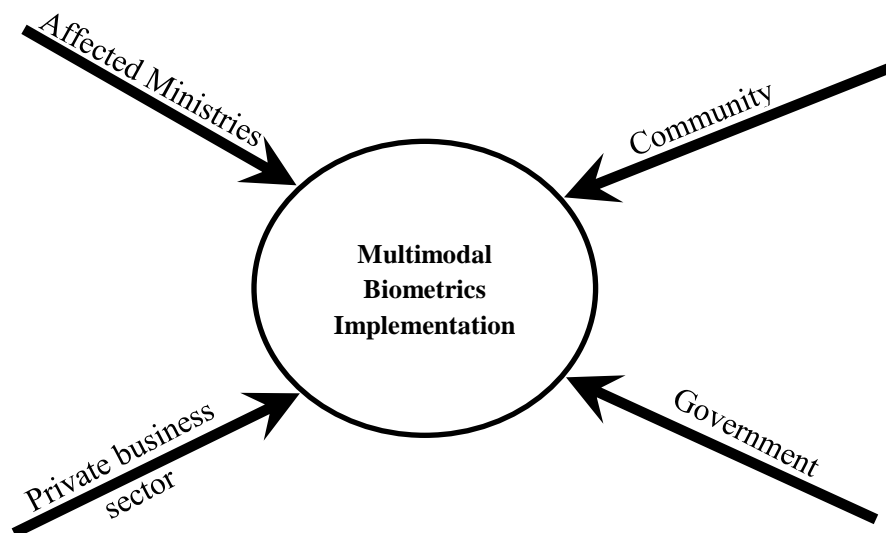 Affected Ministries
Community
Multimodal
Biometrics
Implementation
Private business
sector
Government